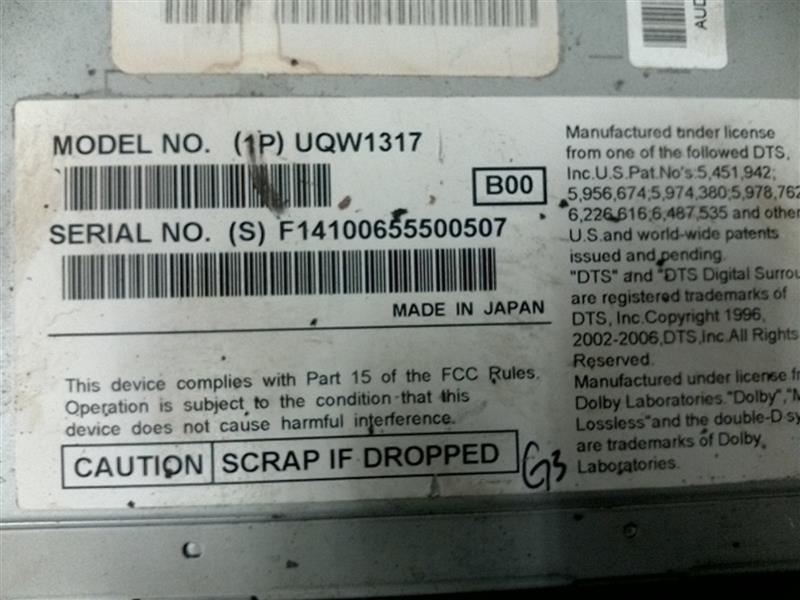 AUD
MODEL NO. (1P) UQW1317
B00
SERIAL NO. (S) F14100655500507
MADE IN JAPAN
This device complies with Part 15 of the FCC Rules.
Operation is subject to the condition that this
device does not cause harmful interference.
CAUTION SCRAP IF DROPPED
G3
Manufactured under license
from one of the followed DTS,
Inc.U.S.Pat.No's:5,451,942;
5,956,674;5,974,380;5,978,762
6,226,616;6,487,535 and other
U.S.and world-wide patents
issued and pending.
"DTS" and "DTS Digital Surrou
are registered trademarks of
DTS, Inc.Copyright 1996,
2002-2006,DTS,Inc.All Rights
Reserved.
Manufactured under license fr
Dolby Laboratories."Dolby","M
Lossless"and the double-D sy
are trademarks of Dolby
Laboratories.